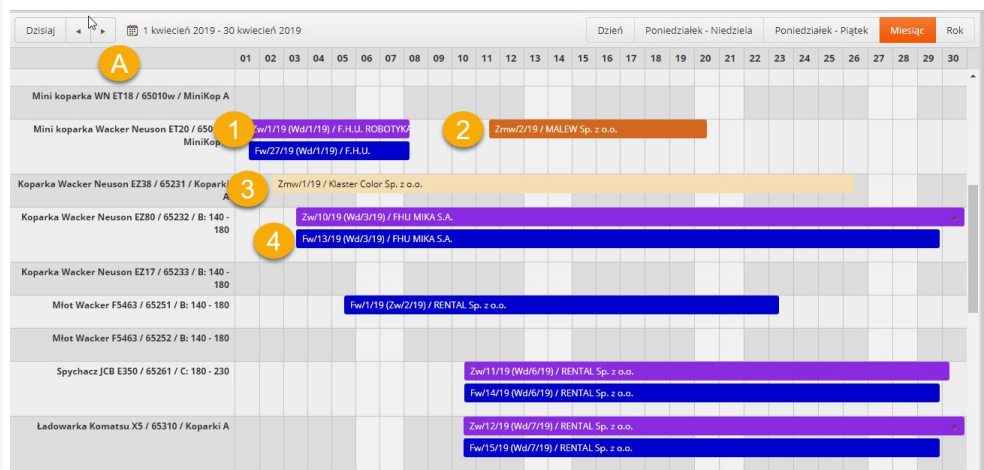 Dzisiaj 1 kwiecień 2019 - 30 kwiecień 2019 Dzień Poniedziałek - Niedziela Poniedziałek - Piątek Miesiąc Rok
A
01 02 03 04 05 06 07 08 09 10 11 12 13 14 15 16 17 18 19 20 21 22 23 24 25 26 27 28 29 30
Mini koparka WN ET18 / 65010w / MiniKop A
Mini koparka Wacker Neuson ET20 / 650
MiniKop
1
Zw/1/19 (Wd/1/19) / F.H.U. ROBOTYKA
2
Zmw/2/19 / MALEW Sp. z o.o.
Fw/27/19 (Wd/1/19) / F.H.U.
Koparka Wacker Neuson EZ38 / 65231 / Koparki
A
3
Zmw/1/19 / Klaster Color Sp. z o.o.
Koparka Wacker Neuson EZ80 / 65232 / B: 140 -
180
Zw/10/19 (Wd/3/19) / FHU MIKA S.A.
4
Fw/13/19 (Wd/3/19) / FHU MIKA S.A.
Koparka Wacker Neuson EZ17 / 65233 / B: 140 -
180
Młot Wacker F5463 / 65251 / B: 140 - 180
Fw/1/19 (Zw/2/19) / RENTAL Sp. z o.o.
Młot Wacker F5463 / 65252 / B: 140 - 180
Spychacz JCB E350 / 65261 / C: 180 - 230
Zw/11/19 (Wd/6/19) / RENTAL Sp. z o.o.
Fw/14/19 (Wd/6/19) / RENTAL Sp. z o.o.
Ładowarka Komatsu X5 / 65310 / Koparki A
Zw/12/19 (Wd/7/19) / RENTAL Sp. z o.o.
Fw/15/19 (Wd/7/19) / RENTAL Sp. z o.o.